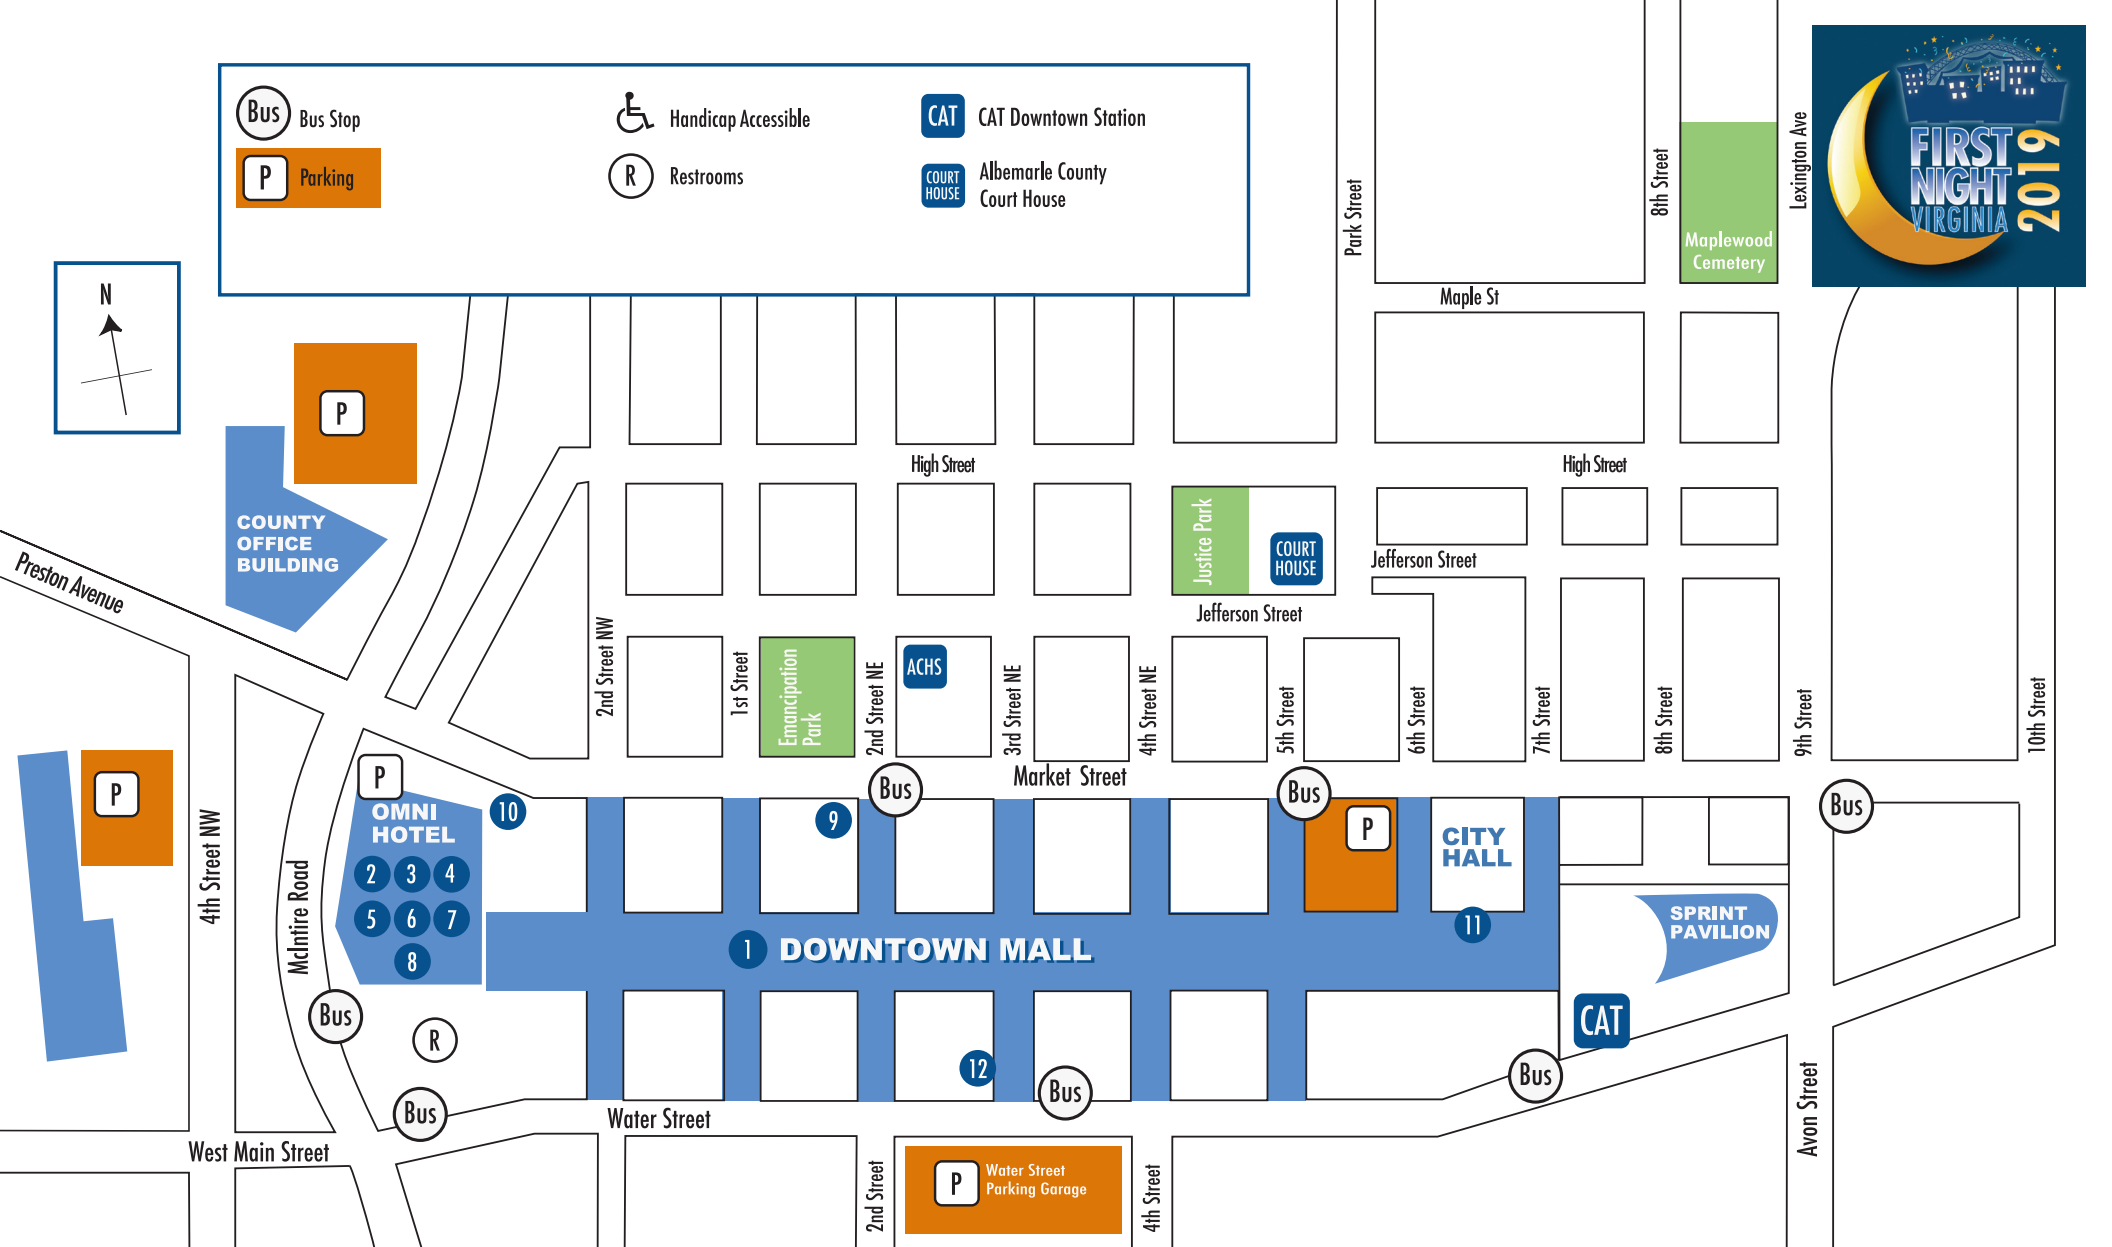 Bus
Bus Stop
P
Parking
Handicap Accessible
R
Restrooms
CAT
CAT Downtown Station
COURT
HOUSE
Albemarle County
Court House
FIRST
NIGHT
VIRGINIA
2019
N
Park Street
8th Street
Lexington Ave
Maplewood
Cemetery
Maple St
P
High Street
High Street
COUNTY
OFFICE
BUILDING
Preston Avenue
Justice Park
COURT
HOUSE
Jefferson Street
Jefferson Street
2nd Street NW
1st Street
Emancipation
Park
2nd Street NE
ACHS
3rd Street NE
4th Street NE
5th Street
6th Street
7th Street
8th Street
9th Street
10th Street
Market Street
P
P
Bus
Bus
Bus
OMNI
HOTEL
10
9
P
CITY
HALL
2
3
4
5
6
7
8
4th Street NW
McIntire Road
1
DOWNTOWN MALL
11
SPRINT
PAVILION
Bus
R
CAT
12
Bus
Bus
Bus
Water Street
West Main Street
Avon Street
2nd Street
P
Water Street
Parking Garage
4th Street